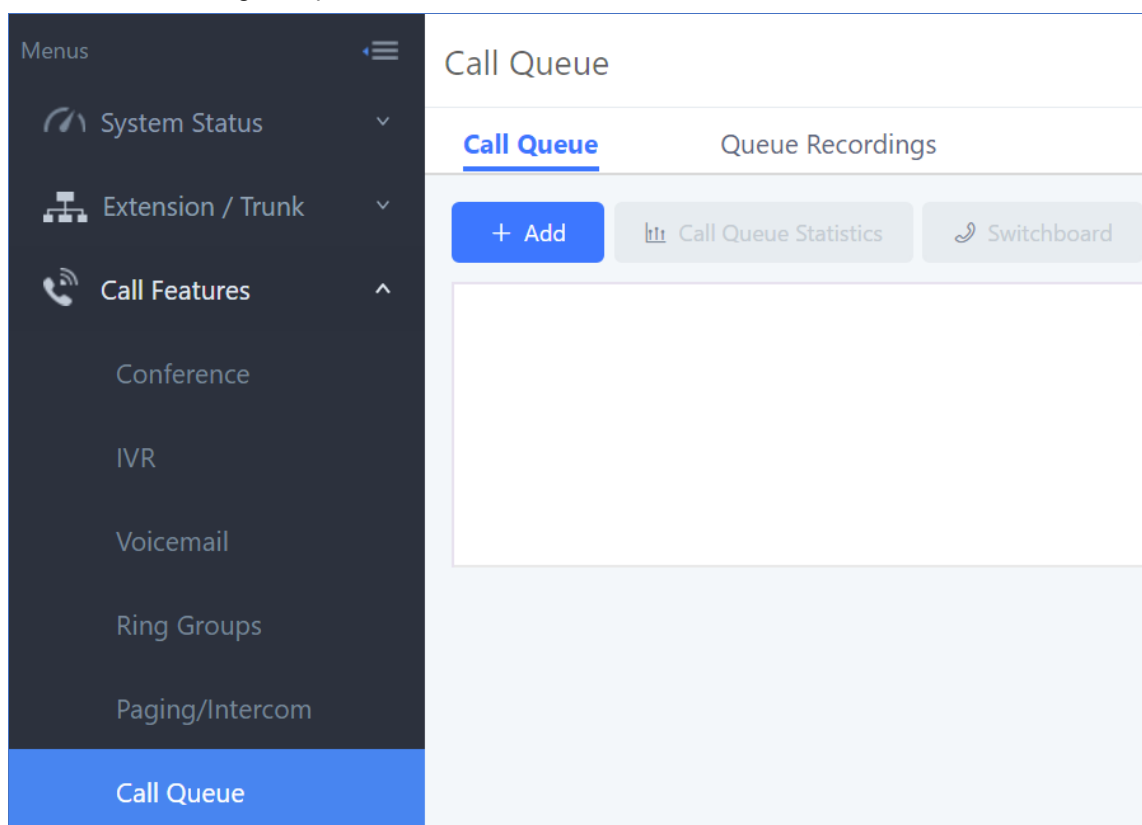 Menus
System Status
Extension / Trunk
Call Features
Conference
IVR
Voicemail
Ring Groups
Paging/Intercom
Call Queue
Call Queue
Call Queue Queue Recordings
+ Add Call Queue Statistics Switchboard